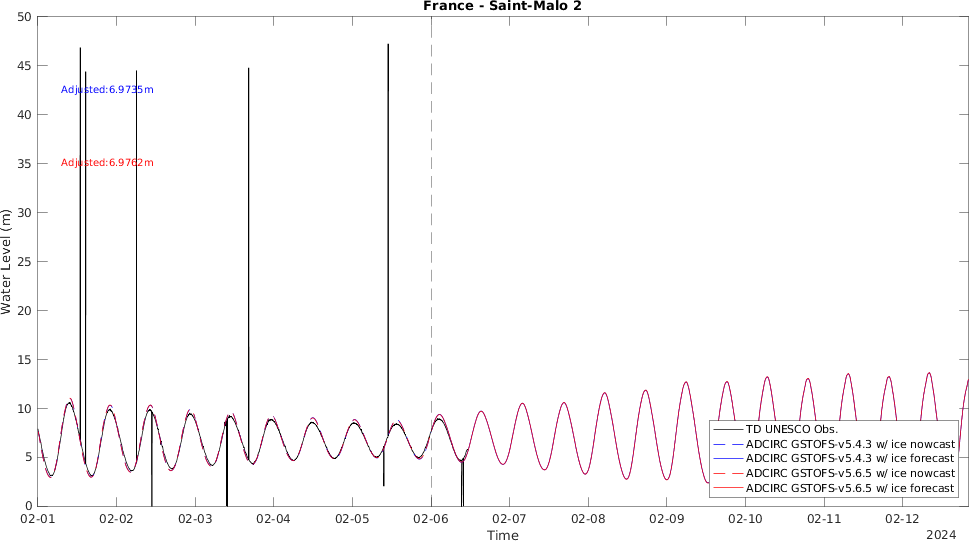 France - Saint-Malo 2
50
45
40
35
30
25
20
15
10
5
0
Water Level (m)
Adjusted:6.9735m
Adjusted:6.9762m
TD UNESCO Obs.
ADCIRC GSTOFS-v5.4.3 w/ ice nowcast
ADCIRC GSTOFS-v5.4.3 w/ ice forecast
ADCIRC GSTOFS-v5.6.5 w/ ice nowcast
ADCIRC GSTOFS-v5.6.5 w/ ice forecast
02-01 02-02 02-03 02-04 02-05 02-06 02-07 02-08 02-09 02-10 02-11 02-12
Time
2024